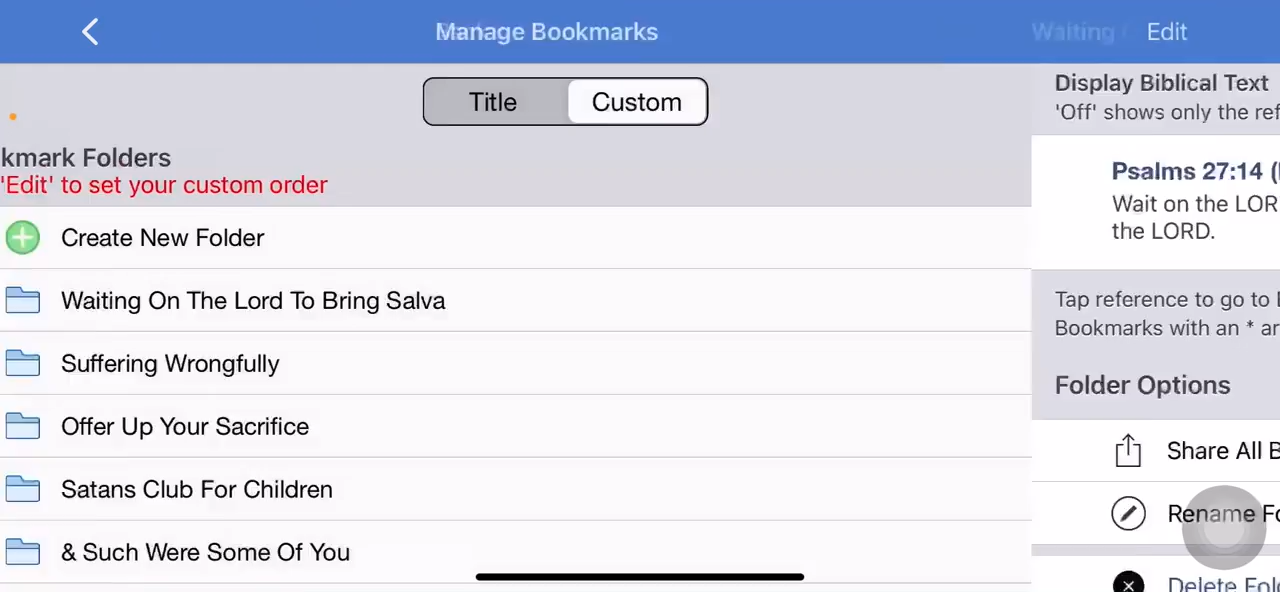 Manage Bookmarks
Waiting
Edit
Title
Custom
kmark Folders
'Edit' to set your custom order
Create New Folder
Waiting On The Lord To Bring Salva
Suffering Wrongfully
Offer Up Your Sacrifice
Satans Club For Children
& Such Were Some Of You
Display Biblical Text
'Off' shows only the ref
Psalms 27:14 (
Wait on the LOR
the LORD.
Tap reference to go to
Bookmarks with an * ar
Folder Options
Share All B
Rename Fo
Delete Fol